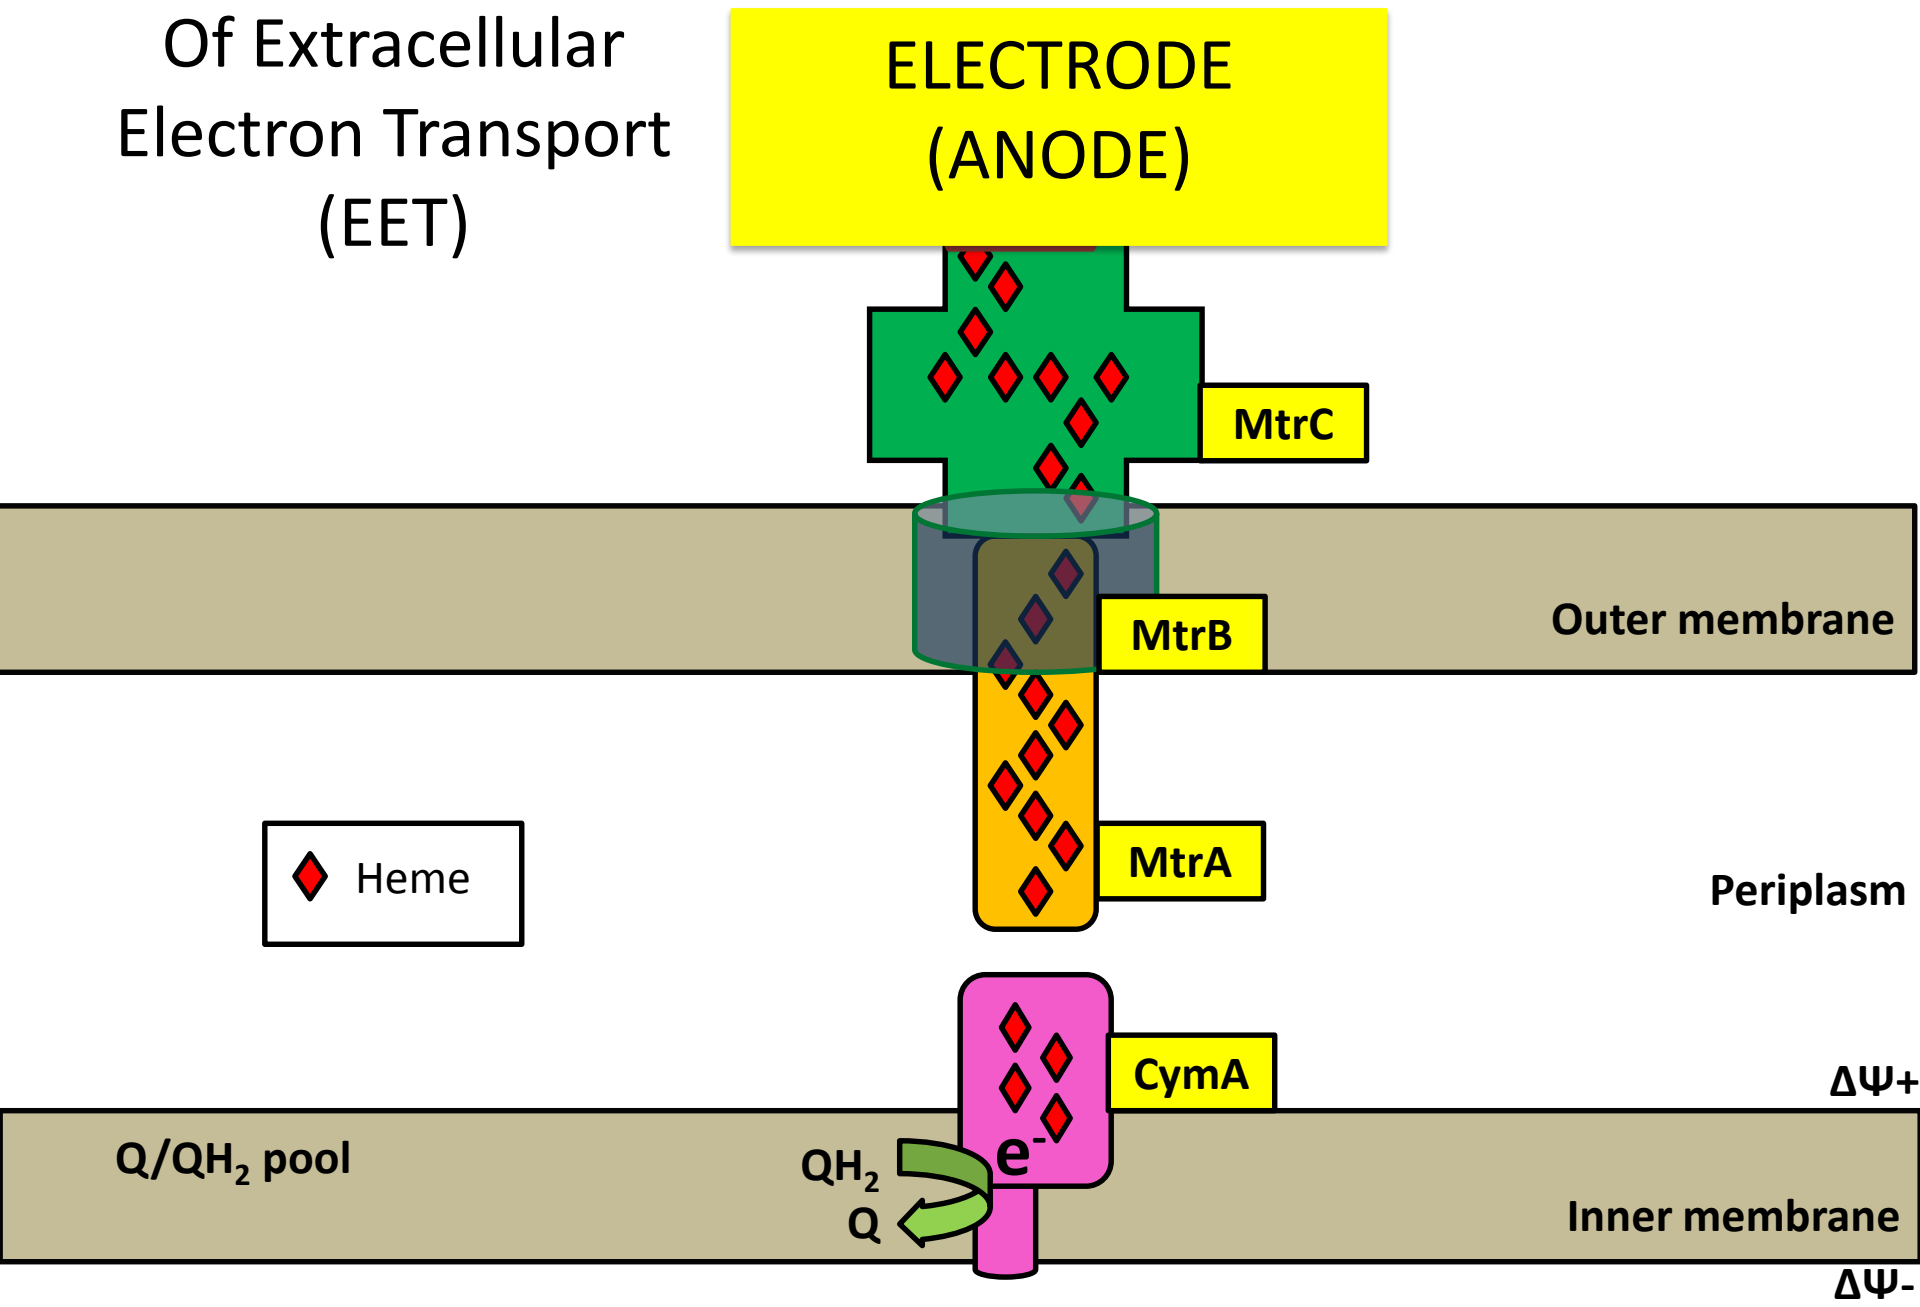 Of Extracellular
Electron Transport
(EET)
ELECTRODE
(ANODE)
MtrC
MtrB
Outer membrane
Heme
MtrA
Periplasm
CymA
ΔΨ+
Q/QH₂ pool
QH₂
e⁻
Q
Inner membrane
ΔΨ-